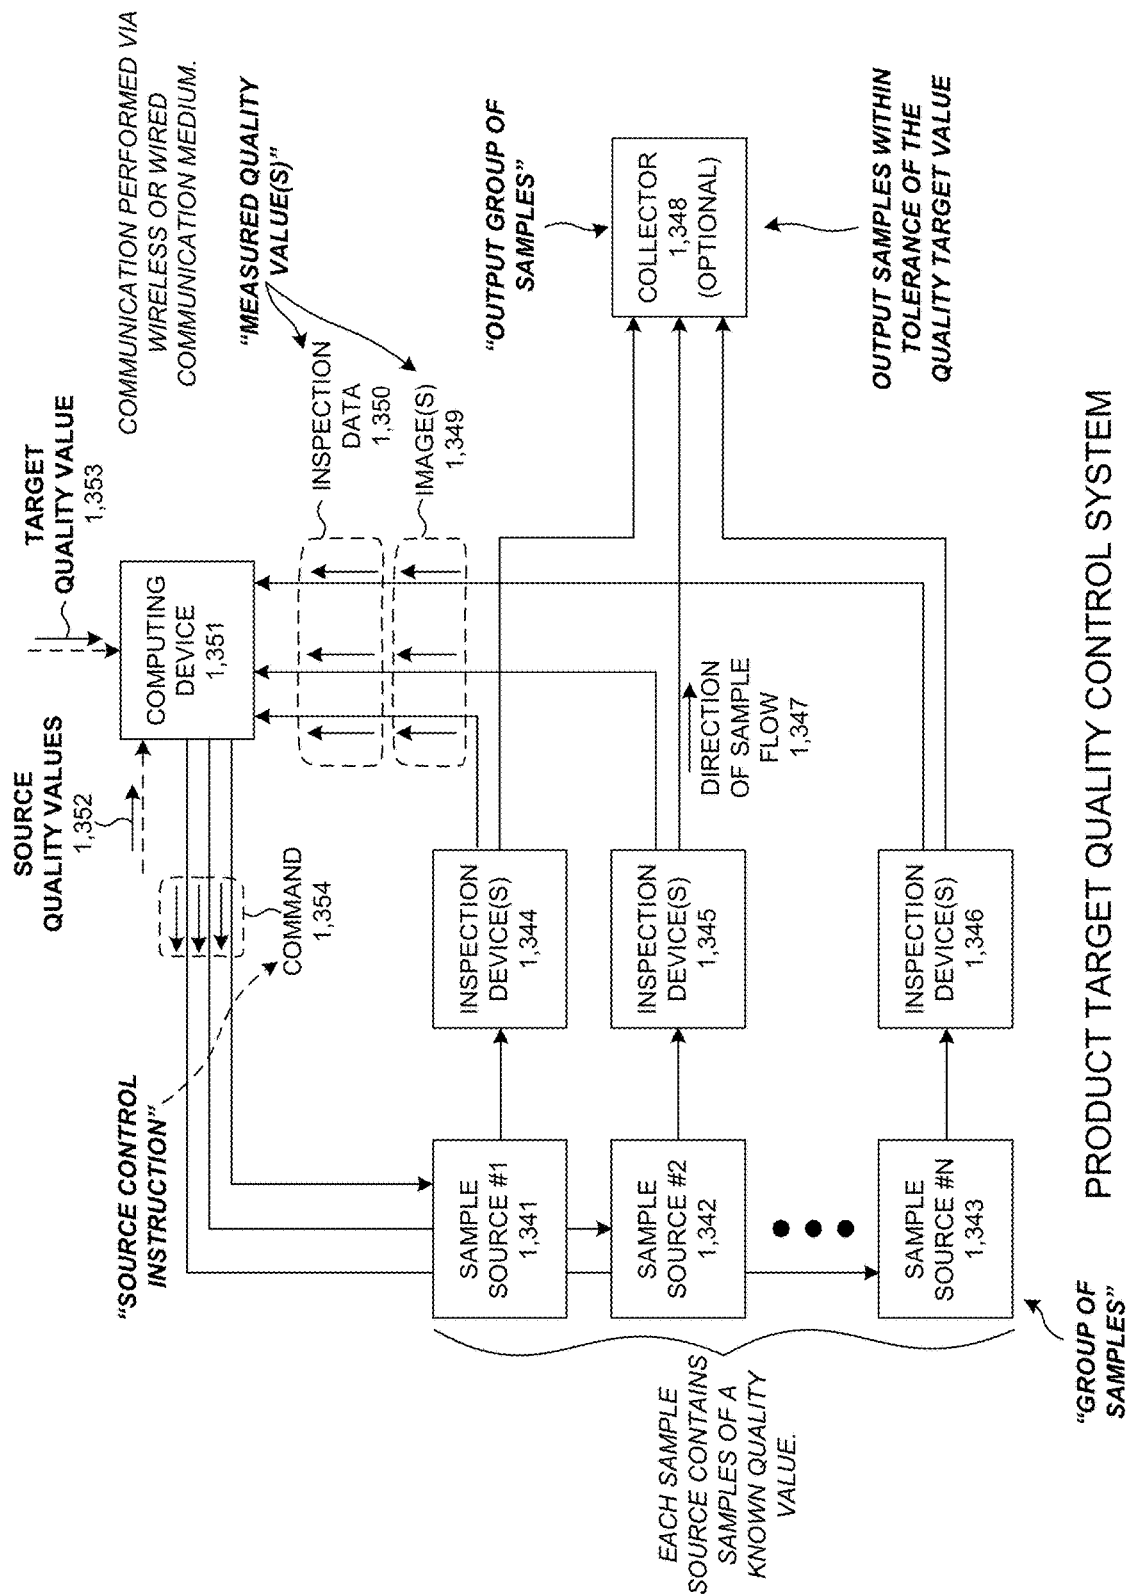 COMMUNICATION PERFORMED VIA
WIRELESS OR WIRED
COMMUNICATION MEDIUM.
TARGET
QUALITY VALUE
1,353
SOURCE
QUALITY VALUES
1,352
COMPUTING
DEVICE
1,351
"MEASURED QUALITY
VALUE(S)"
INSPECTION
DATA
1,350
IMAGE(S)
1,349
COMMAND
1,354
"SOURCE CONTROL
INSTRUCTION"
EACH SAMPLE
SOURCE CONTAINS
SAMPLES OF A
KNOWN QUALITY
VALUE.
SAMPLE
SOURCE #1
1,341
INSPECTION
DEVICE(S)
1,344
SAMPLE
SOURCE #2
1,342
INSPECTION
DEVICE(S)
1,345
DIRECTION
OF SAMPLE
FLOW
1,347
SAMPLE
SOURCE #N
1,343
INSPECTION
DEVICE(S)
1,346
"OUTPUT GROUP OF
SAMPLES"
COLLECTOR
1,348
(OPTIONAL)
OUTPUT SAMPLES WITHIN
TOLERANCE OF THE
QUALITY TARGET VALUE
"GROUP OF
SAMPLES"
PRODUCT TARGET QUALITY CONTROL SYSTEM